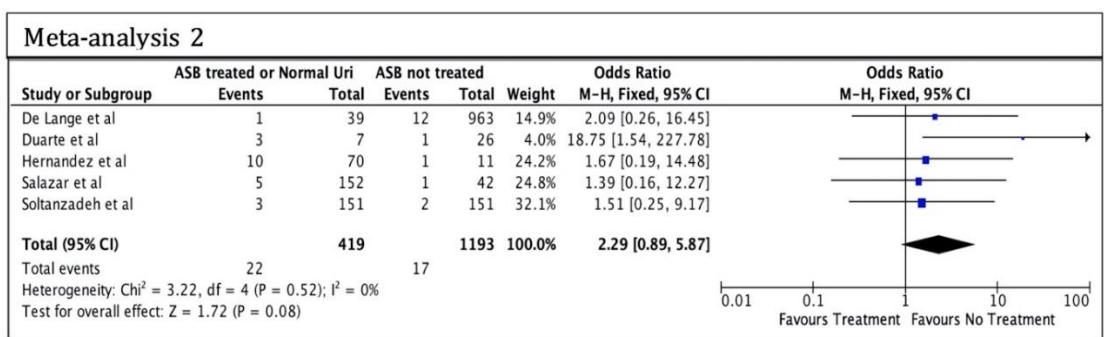 Meta-analysis 2
ASB treated or Normal Uri ASB not treated Odds Ratio Odds Ratio
Study or Subgroup Events Total Events Total Weight M-H, Fixed, 95% CI M-H, Fixed, 95% CI
De Lange et al 1 39 12 963 14.9% 2.09 [0.26, 16.45]
Duarte et al 3 7 1 26 4.0% 18.75 [1.54, 227.78]
Hernandez et al 10 70 1 11 24.2% 1.67 [0.19, 14.48]
Salazar et al 5 152 1 42 24.8% 1.39 [0.16, 12.27]
Soltanzadeh et al 3 151 2 151 32.1% 1.51 [0.25, 9.17]
Total (95% CI) 419 1193 100.0% 2.29 [0.89, 5.87]
Total events 22 17
Heterogeneity: Chi² = 3.22, df = 4 (P = 0.52); I² = 0%
Test for overall effect: Z = 1.72 (P = 0.08)
0.01 0.1 1 10 100
Favours Treatment Favours No Treatment